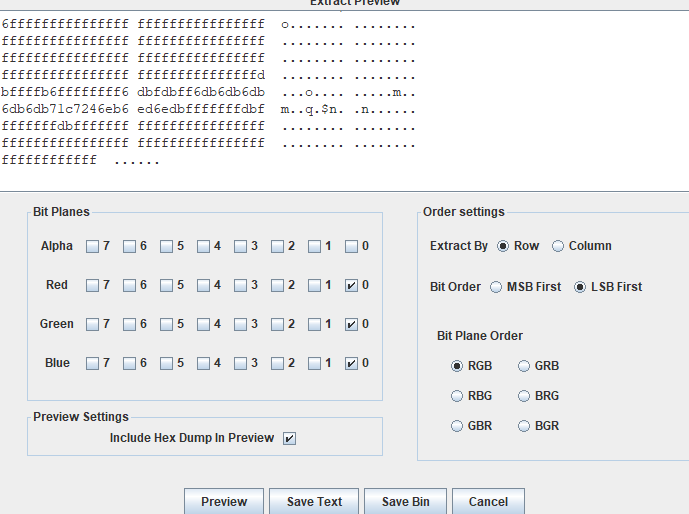 Extract Preview
6fffffffffffffff ffffffffffffffff o....... ........
ffffffffffffffff ffffffffffffffff ........ ........
ffffffffffffffff ffffffffffffffff ........ ........
ffffffffffffffff fffffffffffffffd ........ ........
bffffb6ffffffff6 dbfdbff6db6db6db ...o.... .....m..
6db6db71c7246eb6 ed6edbfffffffdbf m..q.$n. .n......
fffffffdbfffffff ffffffffffffffff ........ ........
ffffffffffffffff ffffffffffffffff ........ ........
ffffffffffff ......
Bit Planes
Alpha 7 6 5 4 3 2 1 0
Red 7 6 5 4 3 2 1 0
Green 7 6 5 4 3 2 1 0
Blue 7 6 5 4 3 2 1 0
Preview Settings
Include Hex Dump In Preview
Order settings
Extract By Row Column
Bit Order MSB First LSB First
Bit Plane Order
RGB GRB
RBG BRG
GBR BGR
Preview Save Text Save Bin Cancel